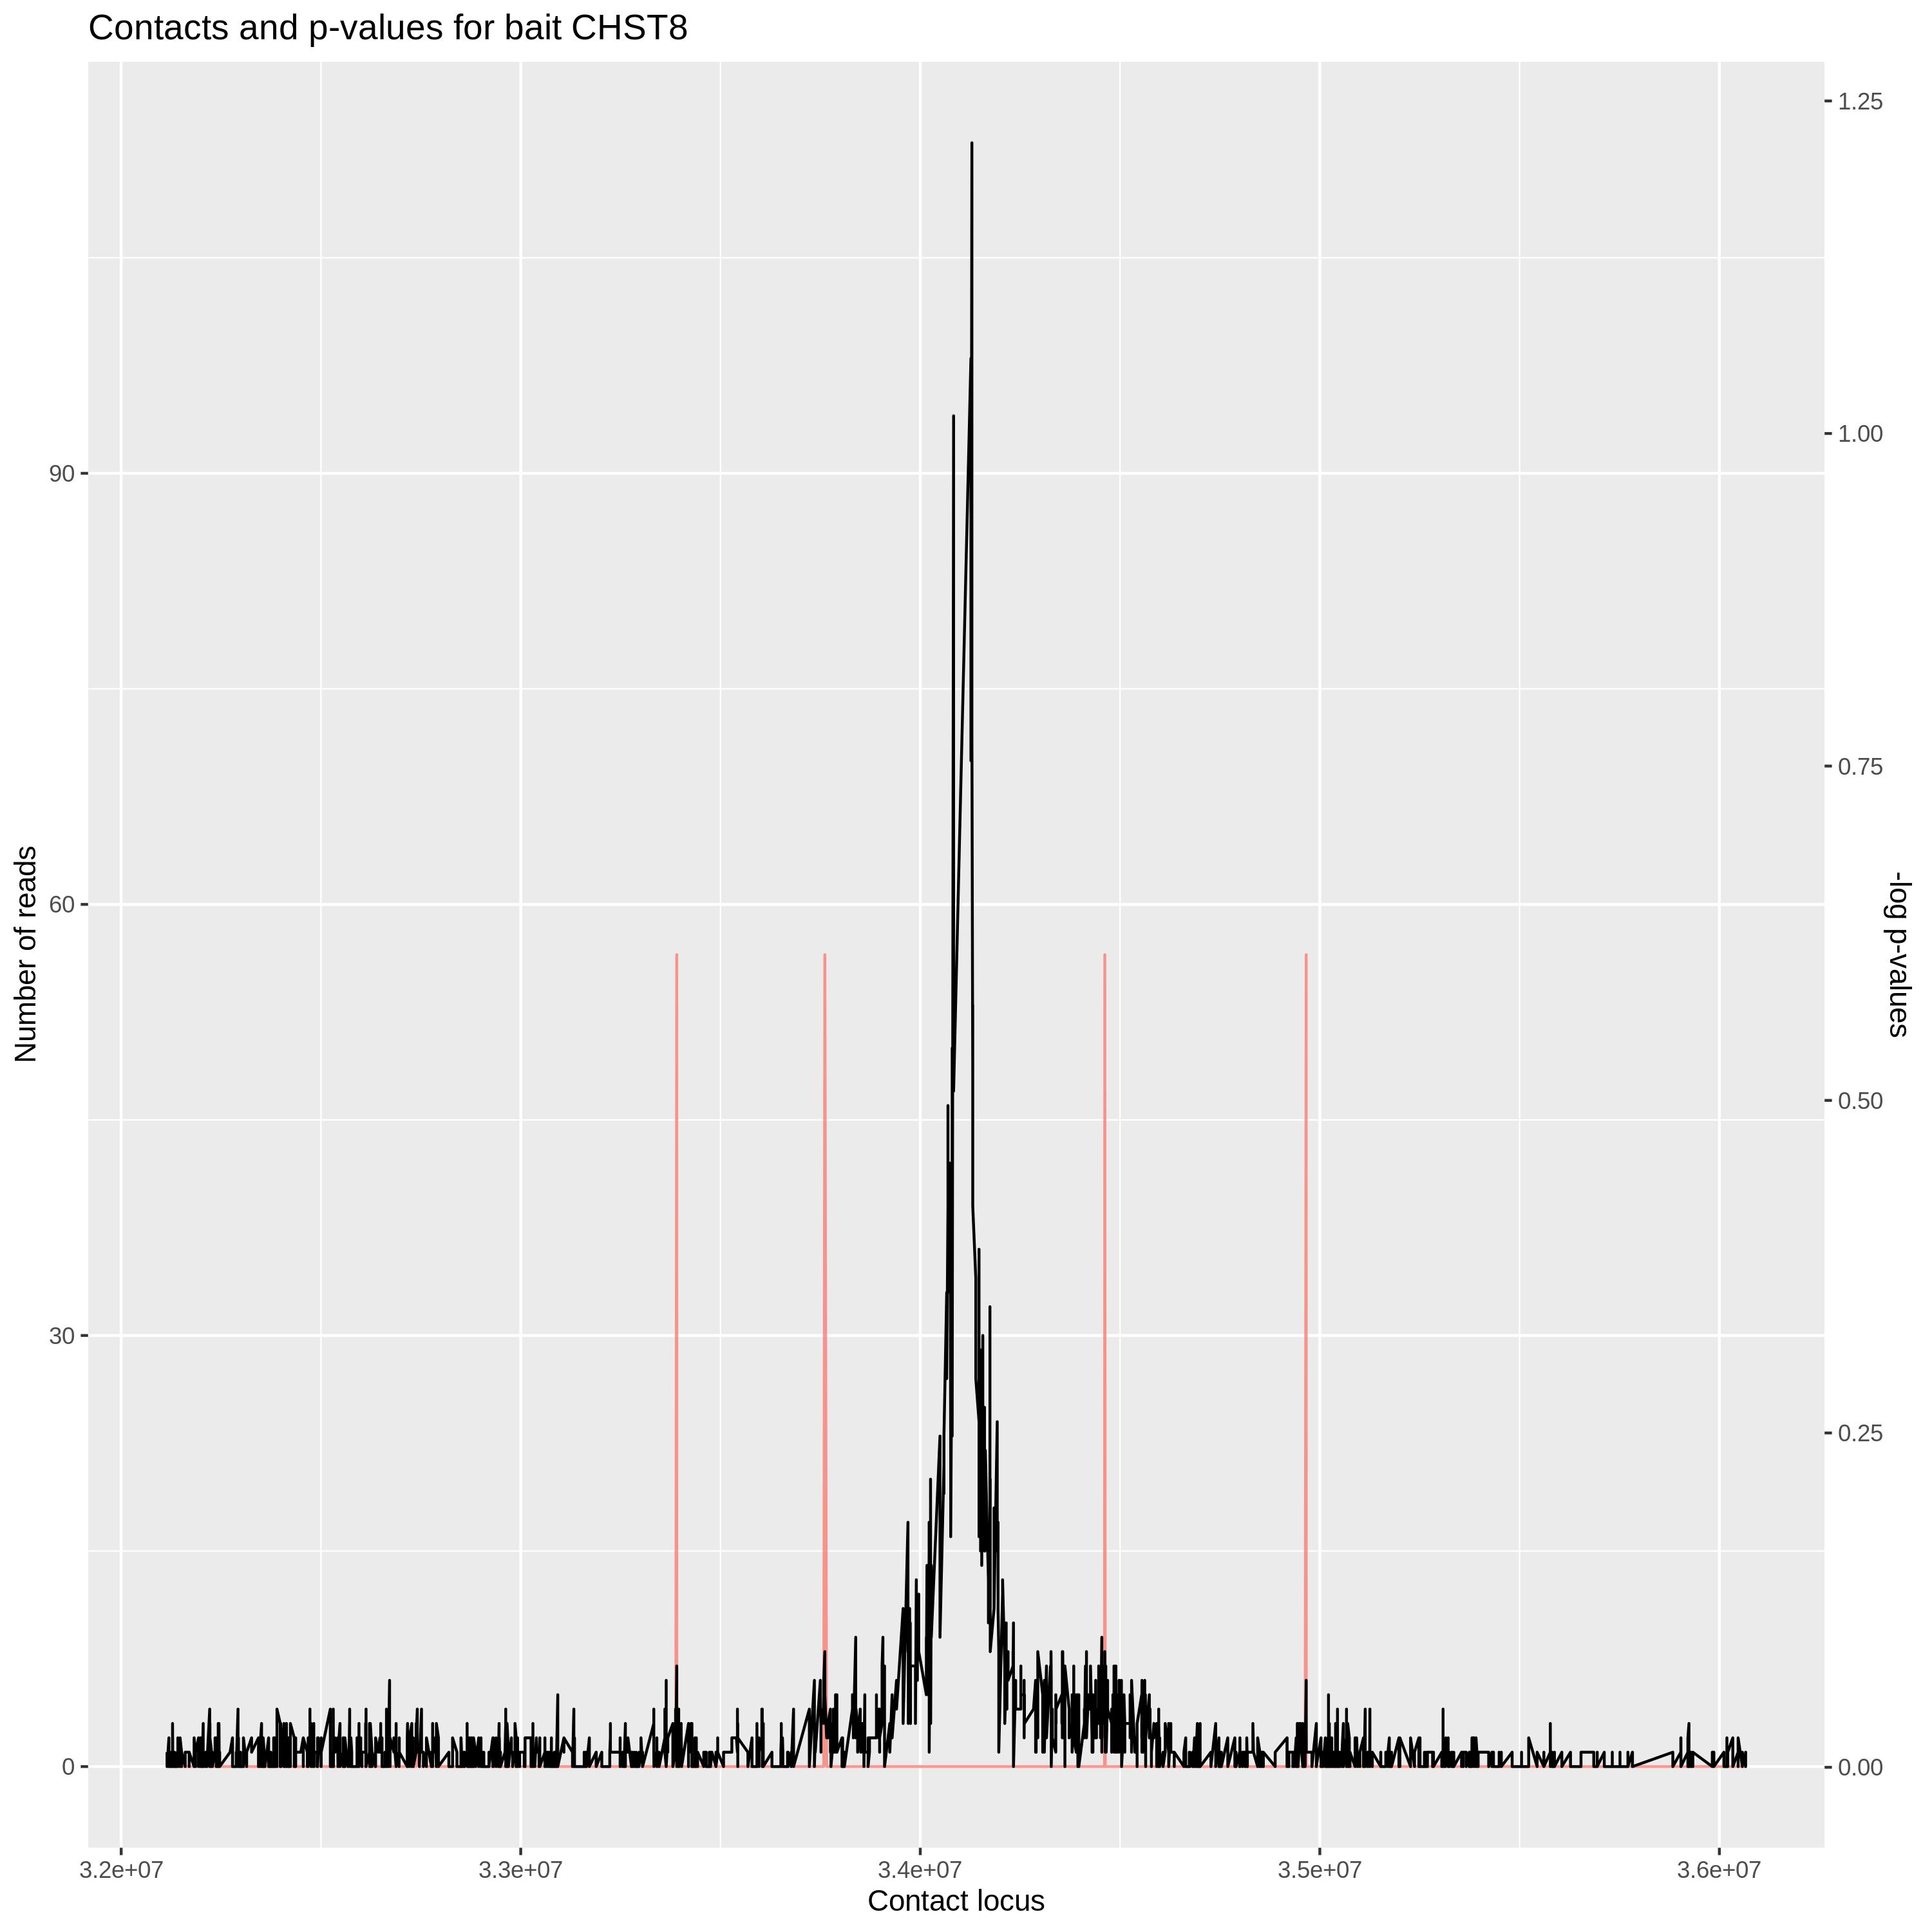 Contacts and p-values for bait CHST8
1.25
1.00
90
0.75
60
0.50
30
0.25
0
0.00
Number of reads
-log p-values
3.2e+07 3.3e+07 3.4e+07 3.5e+07 3.6e+07
Contact locus